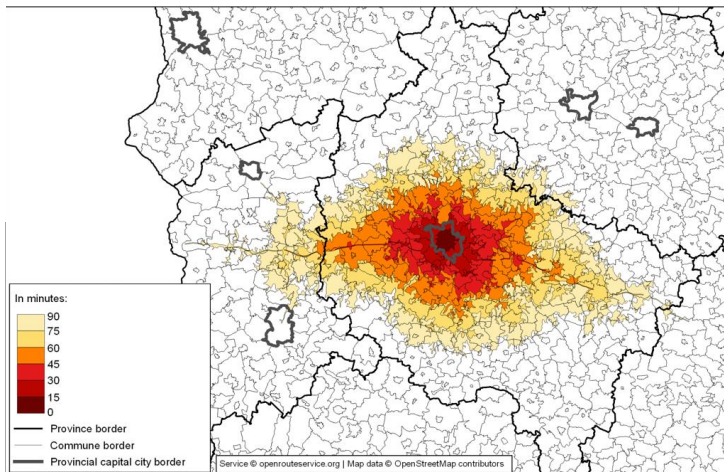 In minutes:
90
75
60
45
30
15
0
Province border
Commune border
Provincial capital city border
Service © openrouteservice.org | Map data © OpenStreetMap contributors